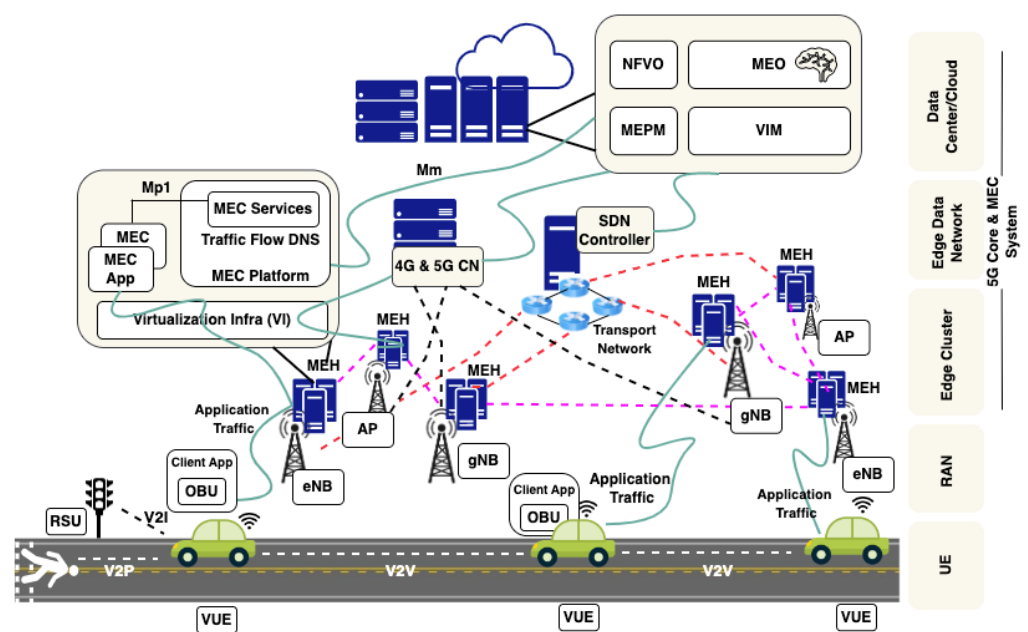 NFVO
MEO
MEPM
VIM
Data
Center/Cloud
Mm
Mp1
MEC Services
Traffic Flow DNS
MEC Platform
MEC
MEC
App
Virtualization Infra (VI)
4G & 5G CN
SDN
Controller
Edge Data
Network
5G Core & MEC
System
MEH
MEH
MEH
MEH
MEH
MEH
Transport
Network
AP
AP
Edge Cluster
Application
Traffic
gNB
gNB
eNB
eNB
Client App
OBU
Client App
OBU
Application
Traffic
Application
Traffic
RAN
RSU
V2I
V2P
V2V
V2V
UE
VUE
VUE
VUE